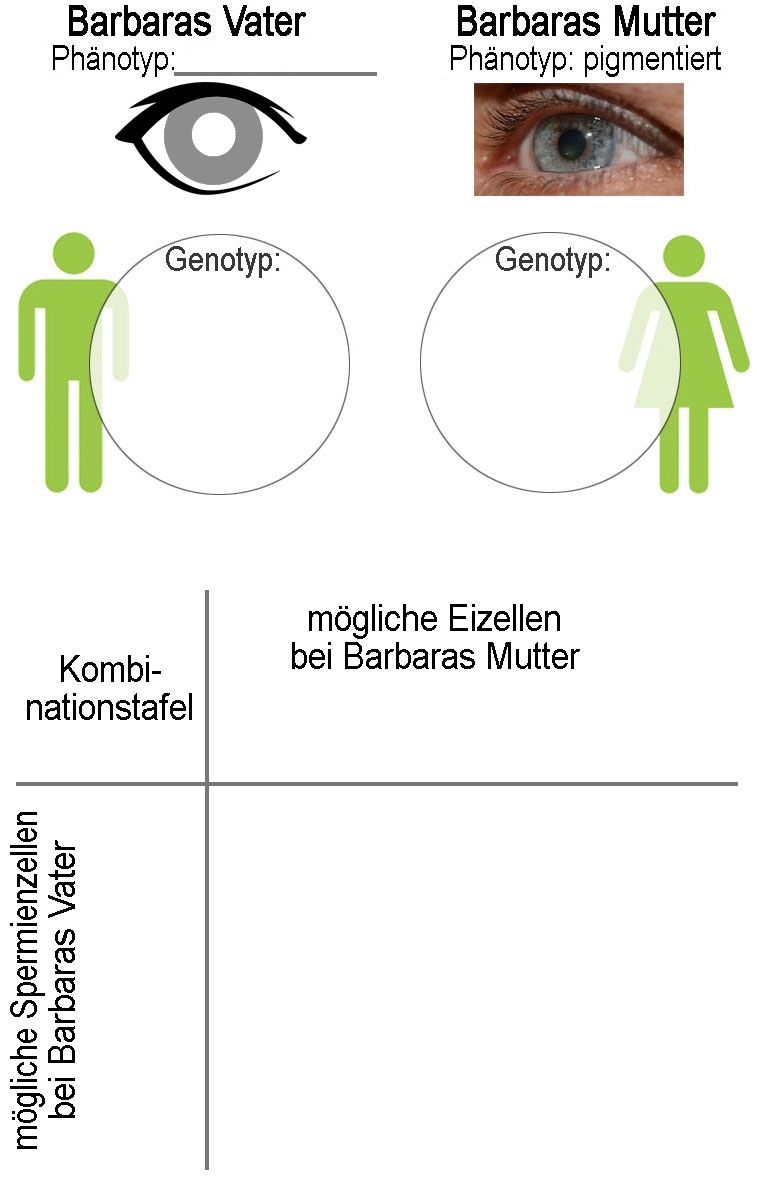 Barbaras Vater
Phänotyp:______________
Barbaras Mutter
Phänotyp: pigmentiert
Genotyp:
Genotyp:
Kombi-
nationstafel
mögliche Eizellen
bei Barbaras Mutter
mögliche Spermienzellen
bei Barbaras Vater